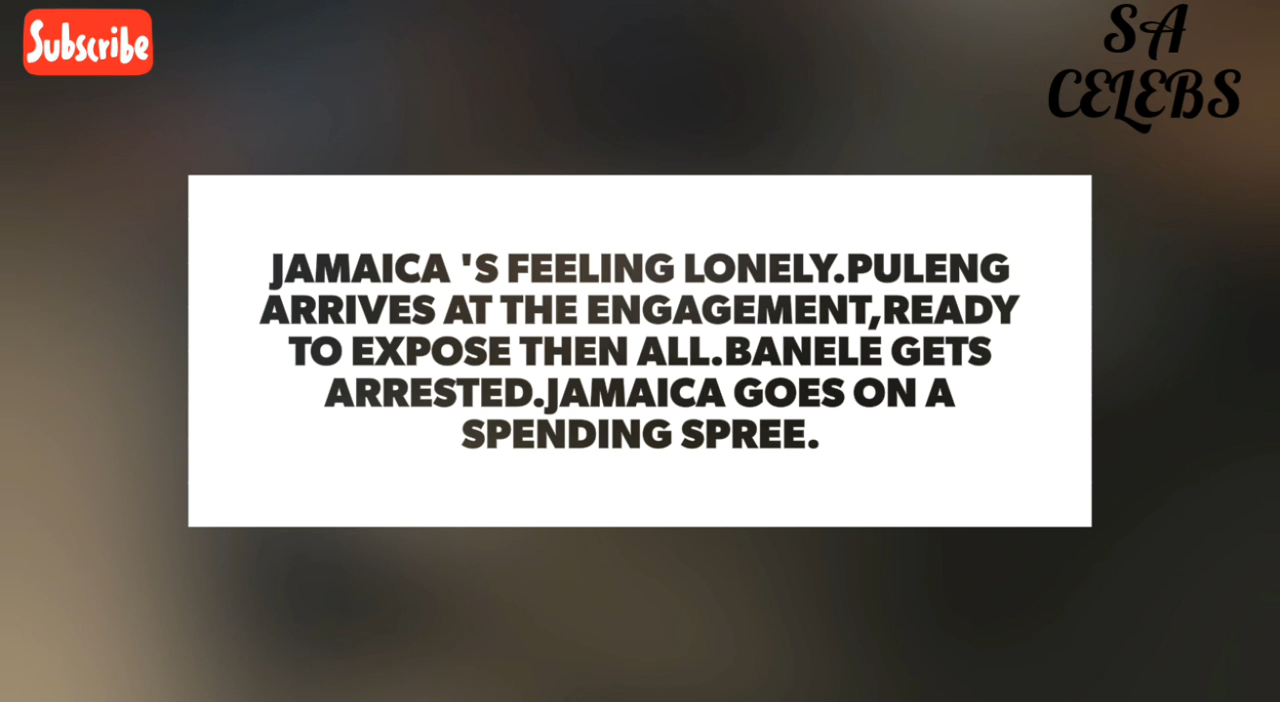 Subscribe
SA
CELEBS
JAMAICA 'S FEELING LONELY.PULENG
ARRIVES AT THE ENGAGEMENT,READY
TO EXPOSE THEN ALL.BANELE GETS
ARRESTED.JAMAICA GOES ON A
SPENDING SPREE.